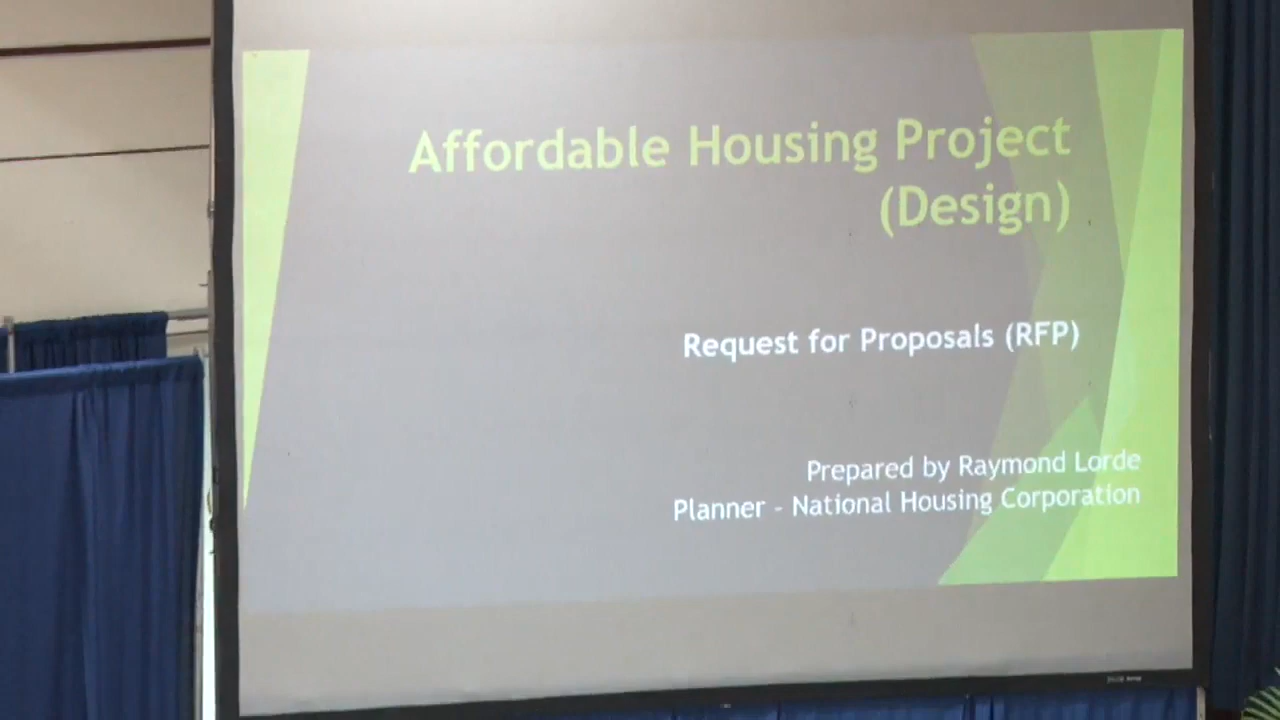 Affordable Housing Project
(Design)
Request for Proposals (RFP)
Prepared by Raymond Lorde
Planner - National Housing Corporation